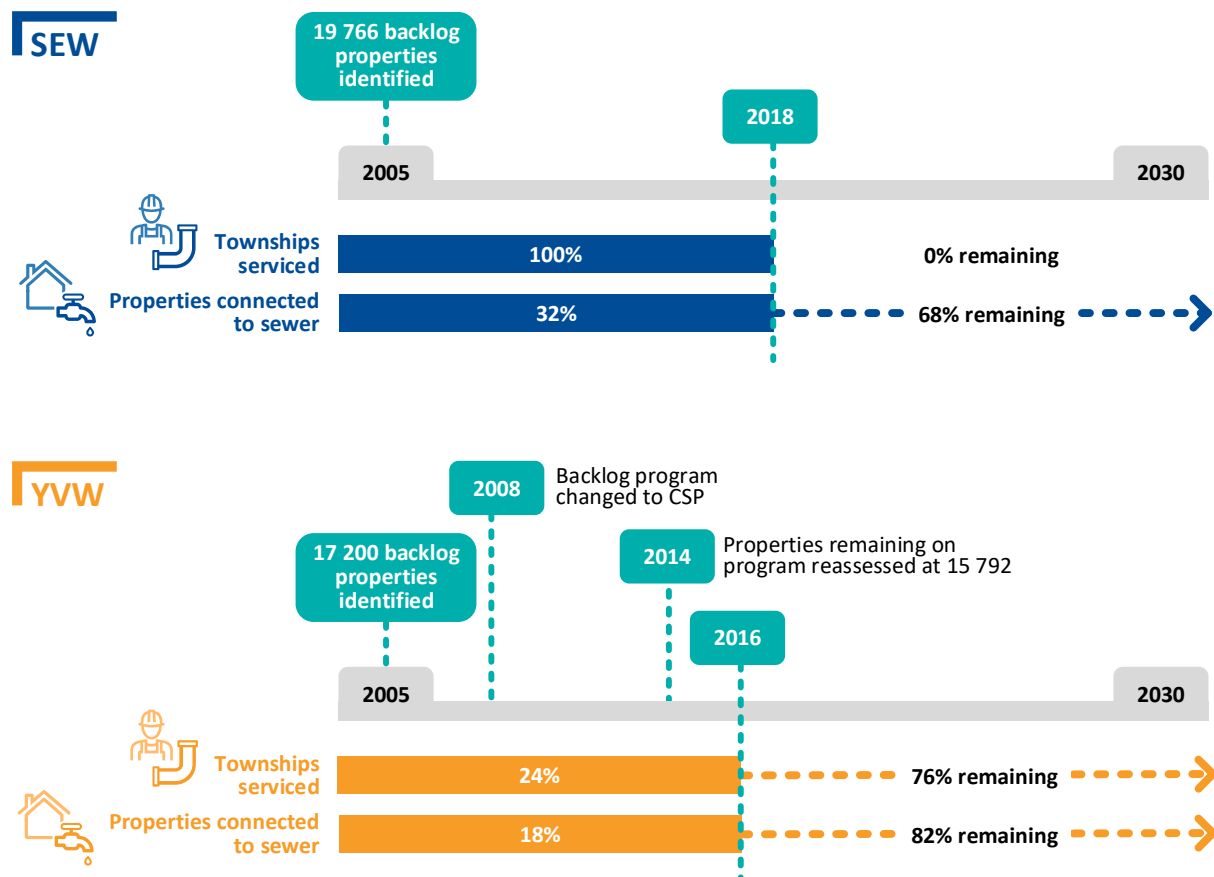 SEW
19 766 backlog
properties
identified
2018
2005
2030
Townships
serviced
100%
0% remaining
Properties connected
to sewer
32%
68% remaining
YVW
2008
Backlog program
changed to CSP
17 200 backlog
properties
identified
2014
Properties remaining on
program reassessed at 15 792
2016
2005
2030
Townships
serviced
24%
76% remaining
Properties connected
to sewer
18%
82% remaining